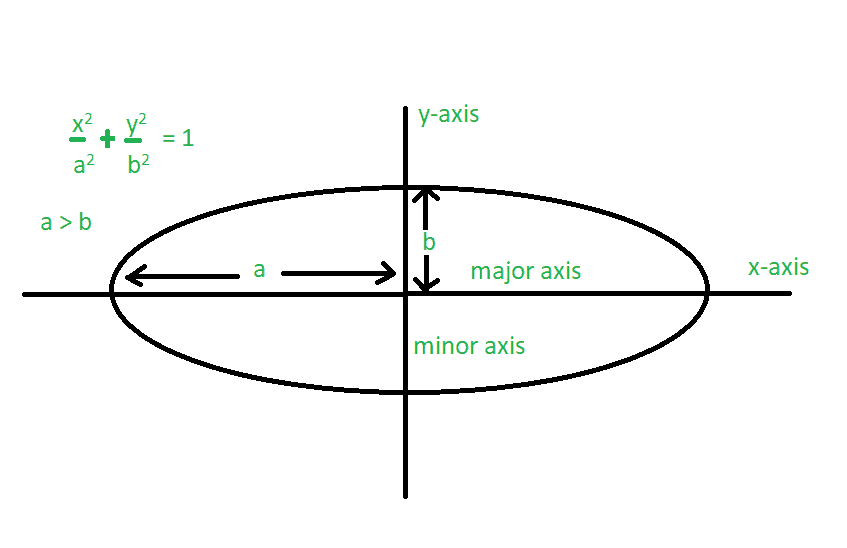 y-axis
x² + y² = 1
a² b²
a > b
b
a
major axis
x-axis
minor axis